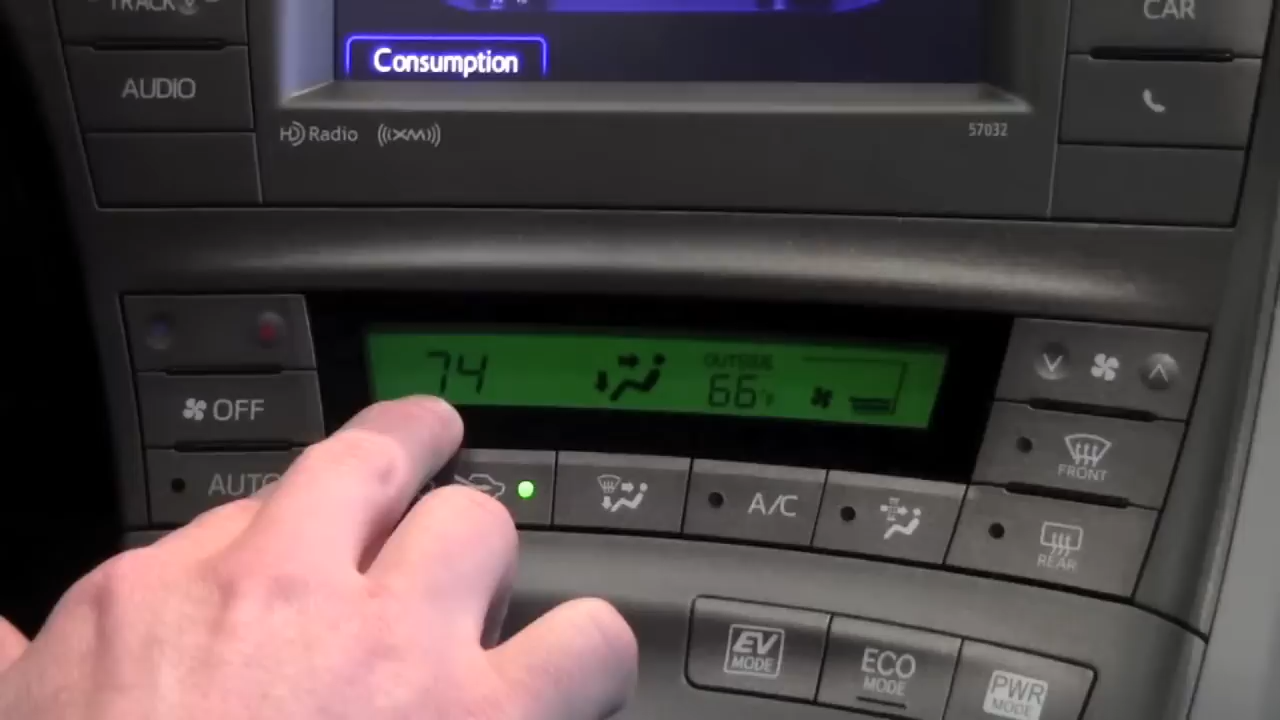 TRACK
CAR
Consumption
AUDIO
HD Radio ((XM))
57032
74
OUTSIDE
66°F
OFF
AUTO
FRONT
A/C
REAR
EV
MODE
ECO
MODE
PWR
MODE